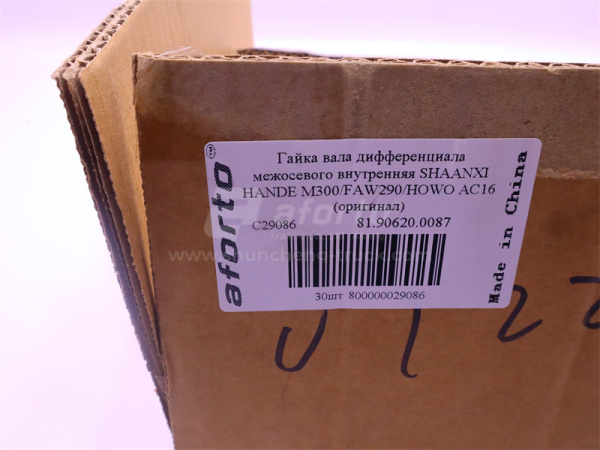 Гайка вала дифференциала
межосевого внутренняя SHAANXI
HANDE M300/FAW290/HOWO AC16
(оригинал)
C29086 81.90620.0087
30шт 800000029086
aforto
Made in China
aforto